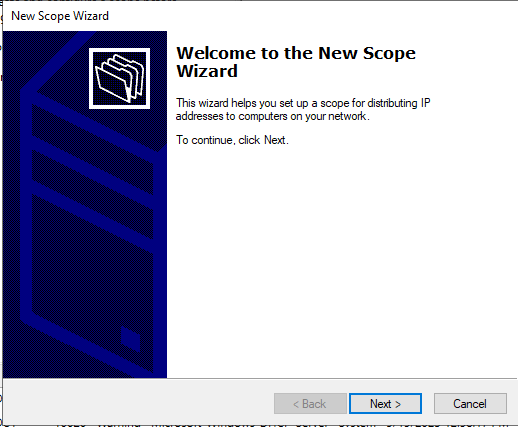 New Scope Wizard
Welcome to the New Scope
Wizard
This wizard helps you set up a scope for distributing IP
addresses to computers on your network.
To continue, click Next.
< Back
Next >
Cancel